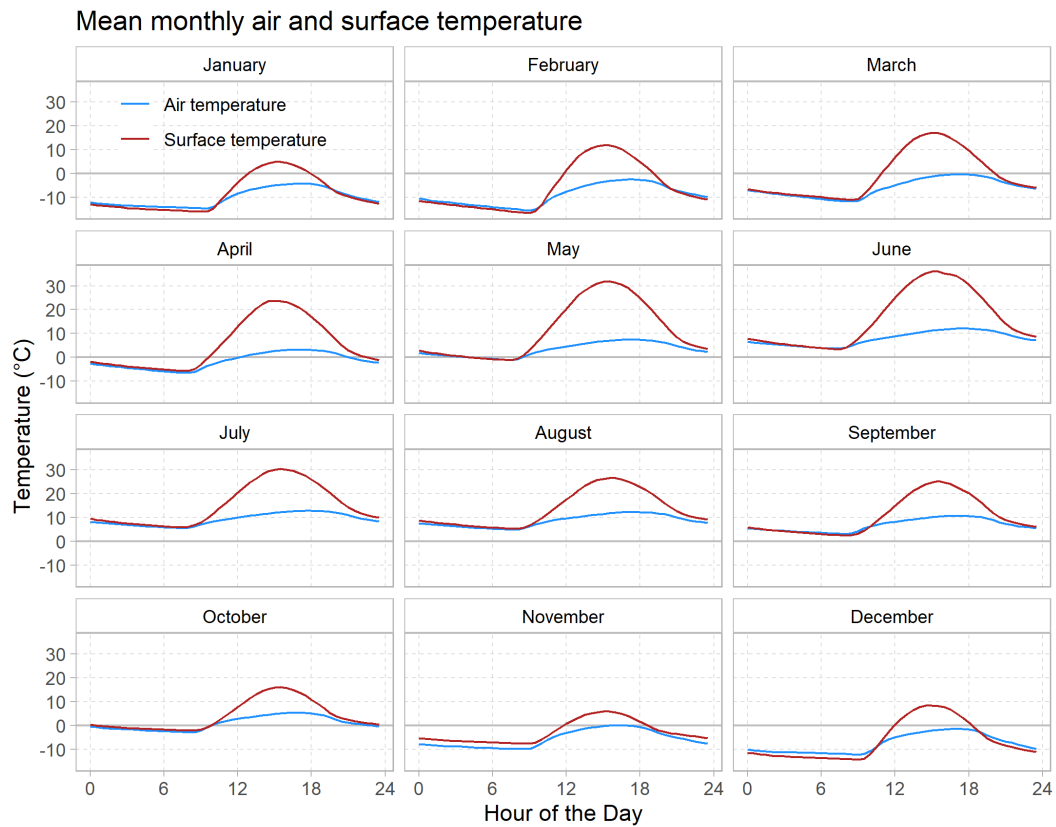 Mean monthly air and surface temperature
January
February
March
Air temperature
Surface temperature
30
20
10
0
-10
April
May
June
30
20
10
0
-10
July
August
September
30
20
10
0
-10
October
November
December
30
20
10
0
-10
0 6 12 18 24
0 6 12 18 24
0 6 12 18 24
Temperature (°C)
Hour of the Day